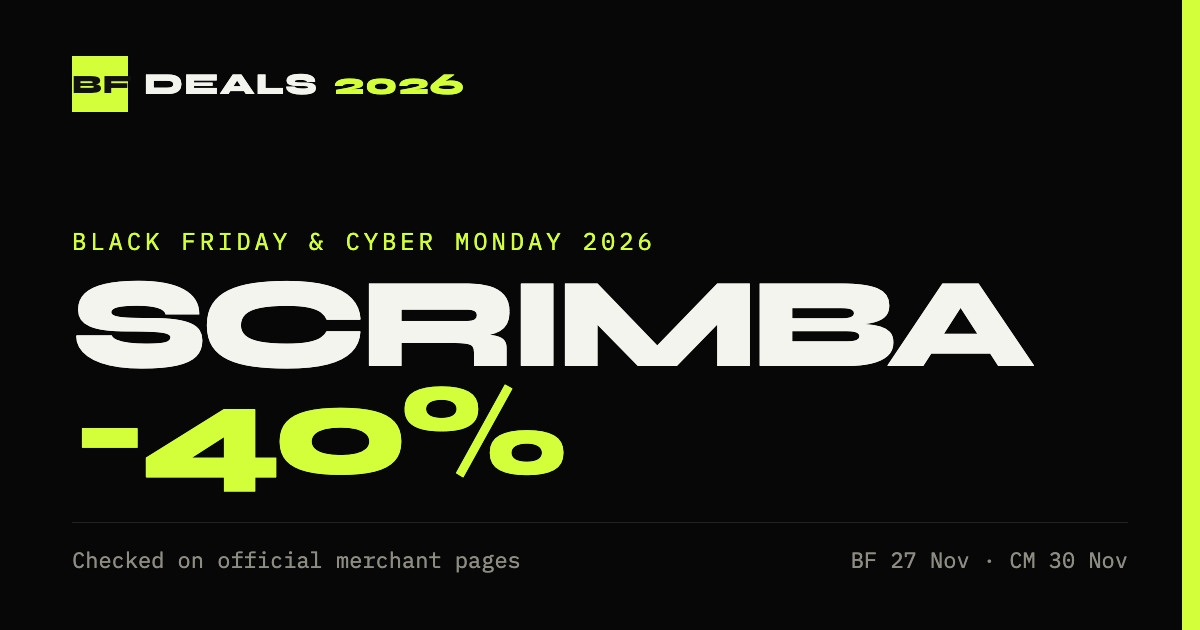 BF DEALS 2026
BLACK FRIDAY & CYBER MONDAY 2026
SCRIMBA
-40%
Checked on official merchant pages
BF 27 Nov · CM 30 Nov